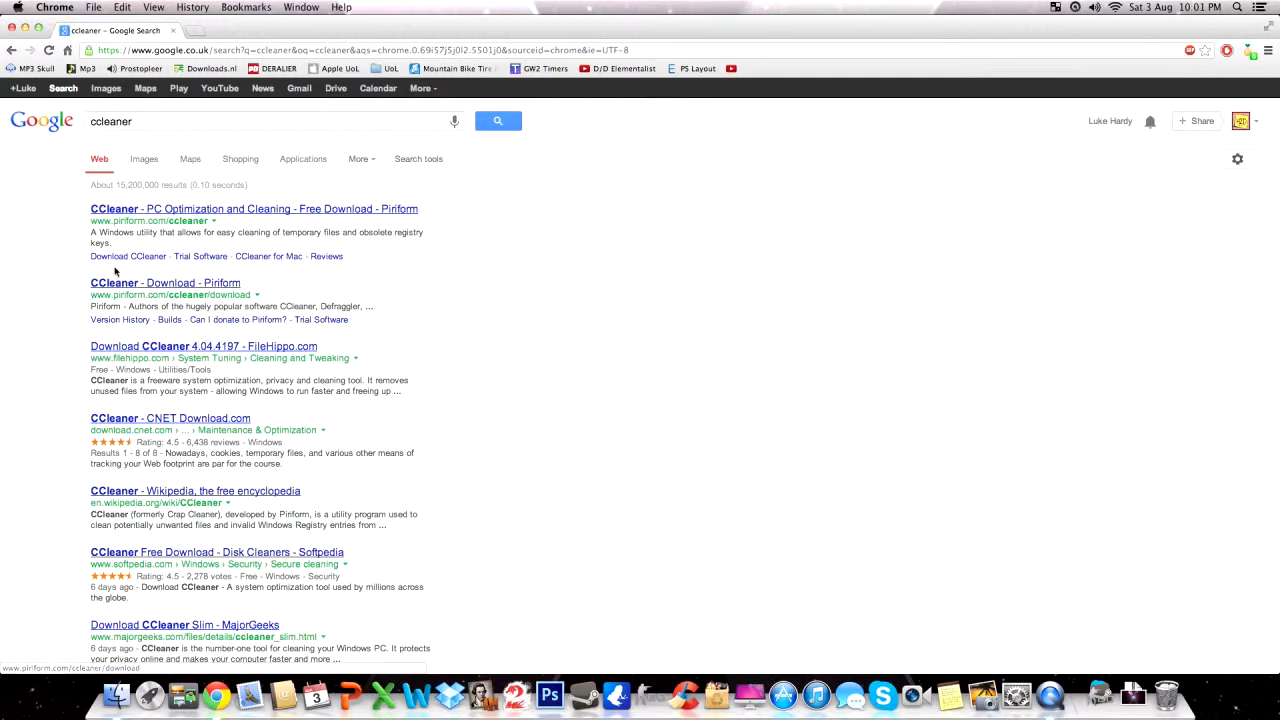 Chrome File Edit View History Bookmarks Window Help Sat 3 Aug 10:01 PM
ccleaner - Google Search
https://www.google.co.uk/search?q=ccleaner&oq=ccleaner&aqs=chrome.0.69i57j5j0l2.5501j0&sourceid=chrome&ie=UTF-8
MP3 Skull Mp3 Prostopleer Downloads.nl DERALIER Apple UoL UoL Mountain Bike Tire GW2 Timers D/D Elementalist PS Layout
+Luke Search Images Maps Play YouTube News Gmail Drive Calendar More
Google ccleaner Luke Hardy + Share
Web Images Maps Shopping Applications More Search tools
About 15,200,000 results (0.10 seconds)
CCleaner - PC Optimization and Cleaning - Free Download - Piriform
www.piriform.com/ccleaner
A Windows utility that allows for easy cleaning of temporary files and obsolete registry
keys.
Download CCleaner - Trial Software - CCleaner for Mac - Reviews
CCleaner - Download - Piriform
www.piriform.com/ccleaner/download
Piriform - Authors of the hugely popular software CCleaner, Defraggler, ...
Version History - Builds - Can I donate to Piriform? - Trial Software
Download CCleaner 4.04.4197 - FileHippo.com
www.filehippo.com › System Tuning › Cleaning and Tweaking
Free - Windows - Utilities/Tools
CCleaner is a freeware system optimization, privacy and cleaning tool. It removes
unused files from your system - allowing Windows to run faster and freeing up ...
CCleaner - CNET Download.com
download.cnet.com › ... › Maintenance & Optimization
Rating: 4.5 - 6,438 reviews - Windows
Results 1 - 8 of 8 - Nowadays, cookies, temporary files, and various other means of
tracking your Web footprint are par for the course.
CCleaner - Wikipedia, the free encyclopedia
en.wikipedia.org/wiki/CCleaner
CCleaner (formerly Crap Cleaner), developed by Piriform, is a utility program used to
clean potentially unwanted files and invalid Windows Registry entries from ...
CCleaner Free Download - Disk Cleaners - Softpedia
www.softpedia.com › Windows › Security › Secure cleaning
Rating: 4.5 - 2,278 votes - Free - Windows - Security
6 days ago - Download CCleaner - A system optimization tool used by millions across
the globe.
Download CCleaner Slim - MajorGeeks
www.majorgeeks.com/files/details/ccleaner_slim.html
6 days ago - CCleaner is the number-one tool for cleaning your Windows PC. It protects
your privacy online and makes your computer faster and more ...
www.piriform.com/ccleaner/download